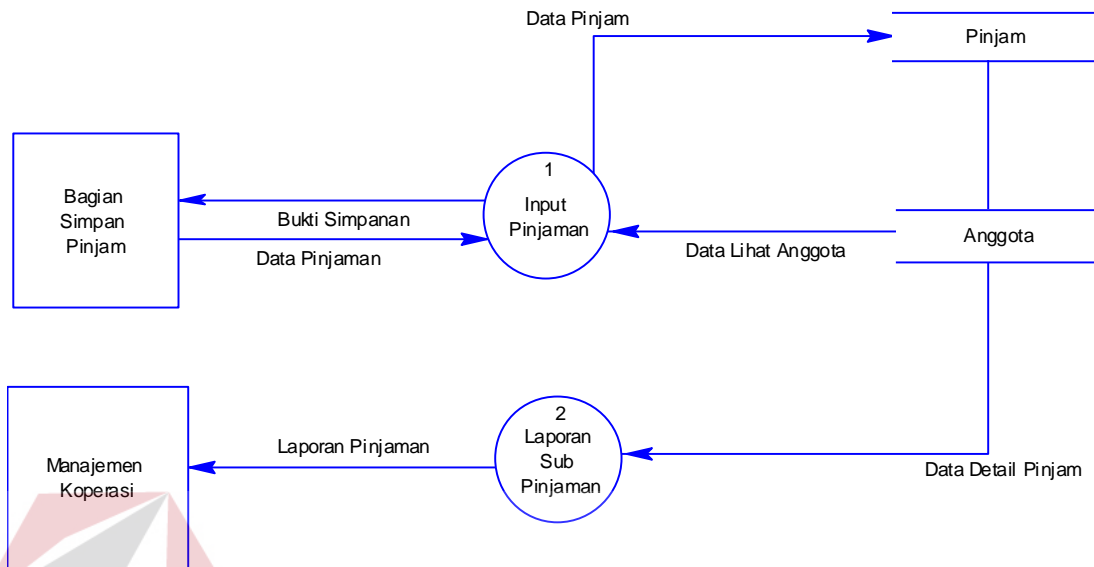 Data Pinjam
Pinjam
Bagian
Simpan
Pinjam
1
Input
Pinjaman
Bukti Simpanan
Data Pinjaman
Data Lihat Anggota
Anggota
Manajemen
Koperasi
Laporan Pinjaman
2
Laporan
Sub
Pinjaman
Data Detail Pinjam